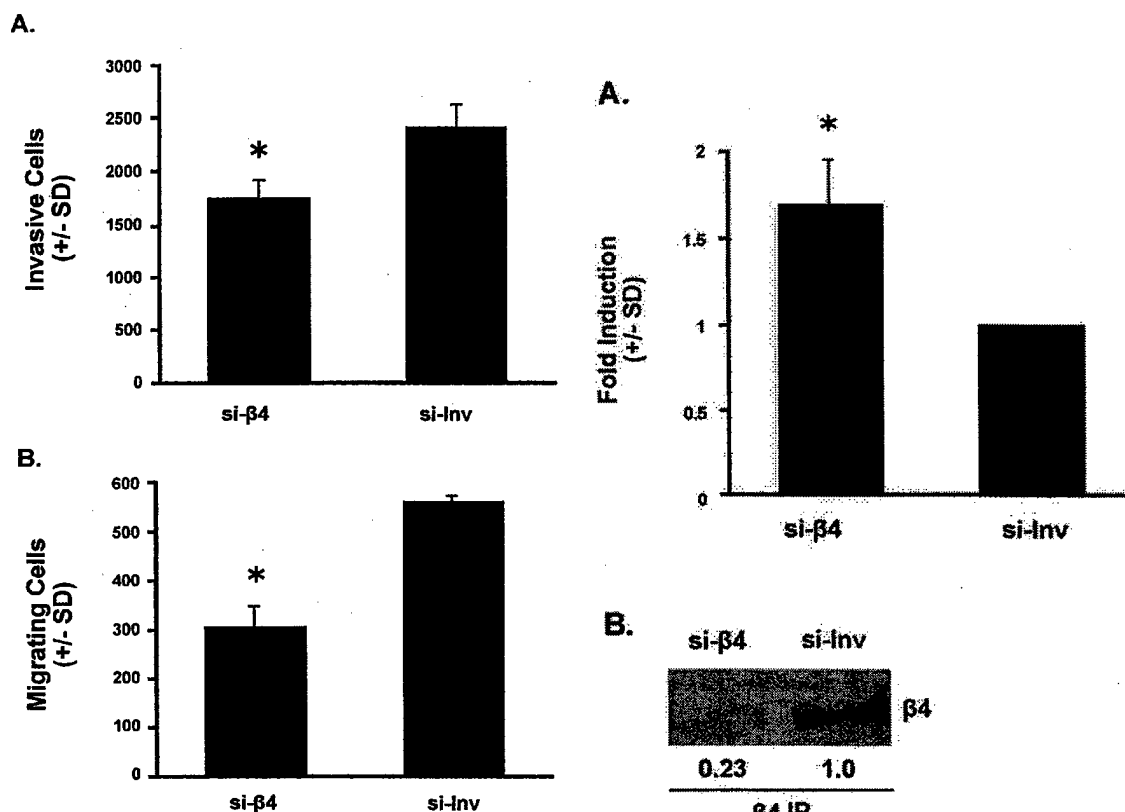 A.
3000
2500
2000
1500
1000
500
0
Invasive Cells
(+/- SD)
*
si-β4 si-Inv
B.
600
500
400
300
200
100
0
Migrating Cells
(+/- SD)
*
si-β4 si-Inv
A.
2
1.5
1
0.5
0
Fold Induction
(+/- SD)
*
si-β4 si-Inv
B.
si-β4 si-Inv
β4
0.23 1.0
β4 IP